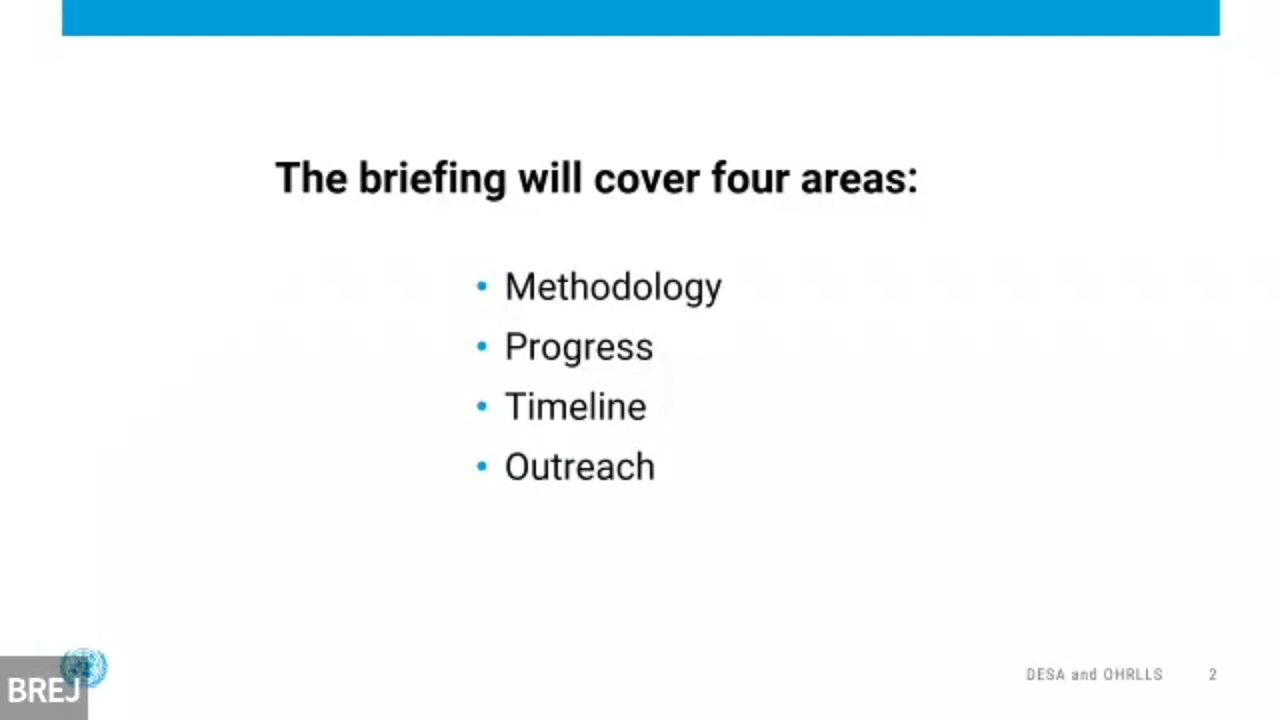 The briefing will cover four areas:
• Methodology
• Progress
• Timeline
• Outreach
BREJ
DESA and OHRLLS 2